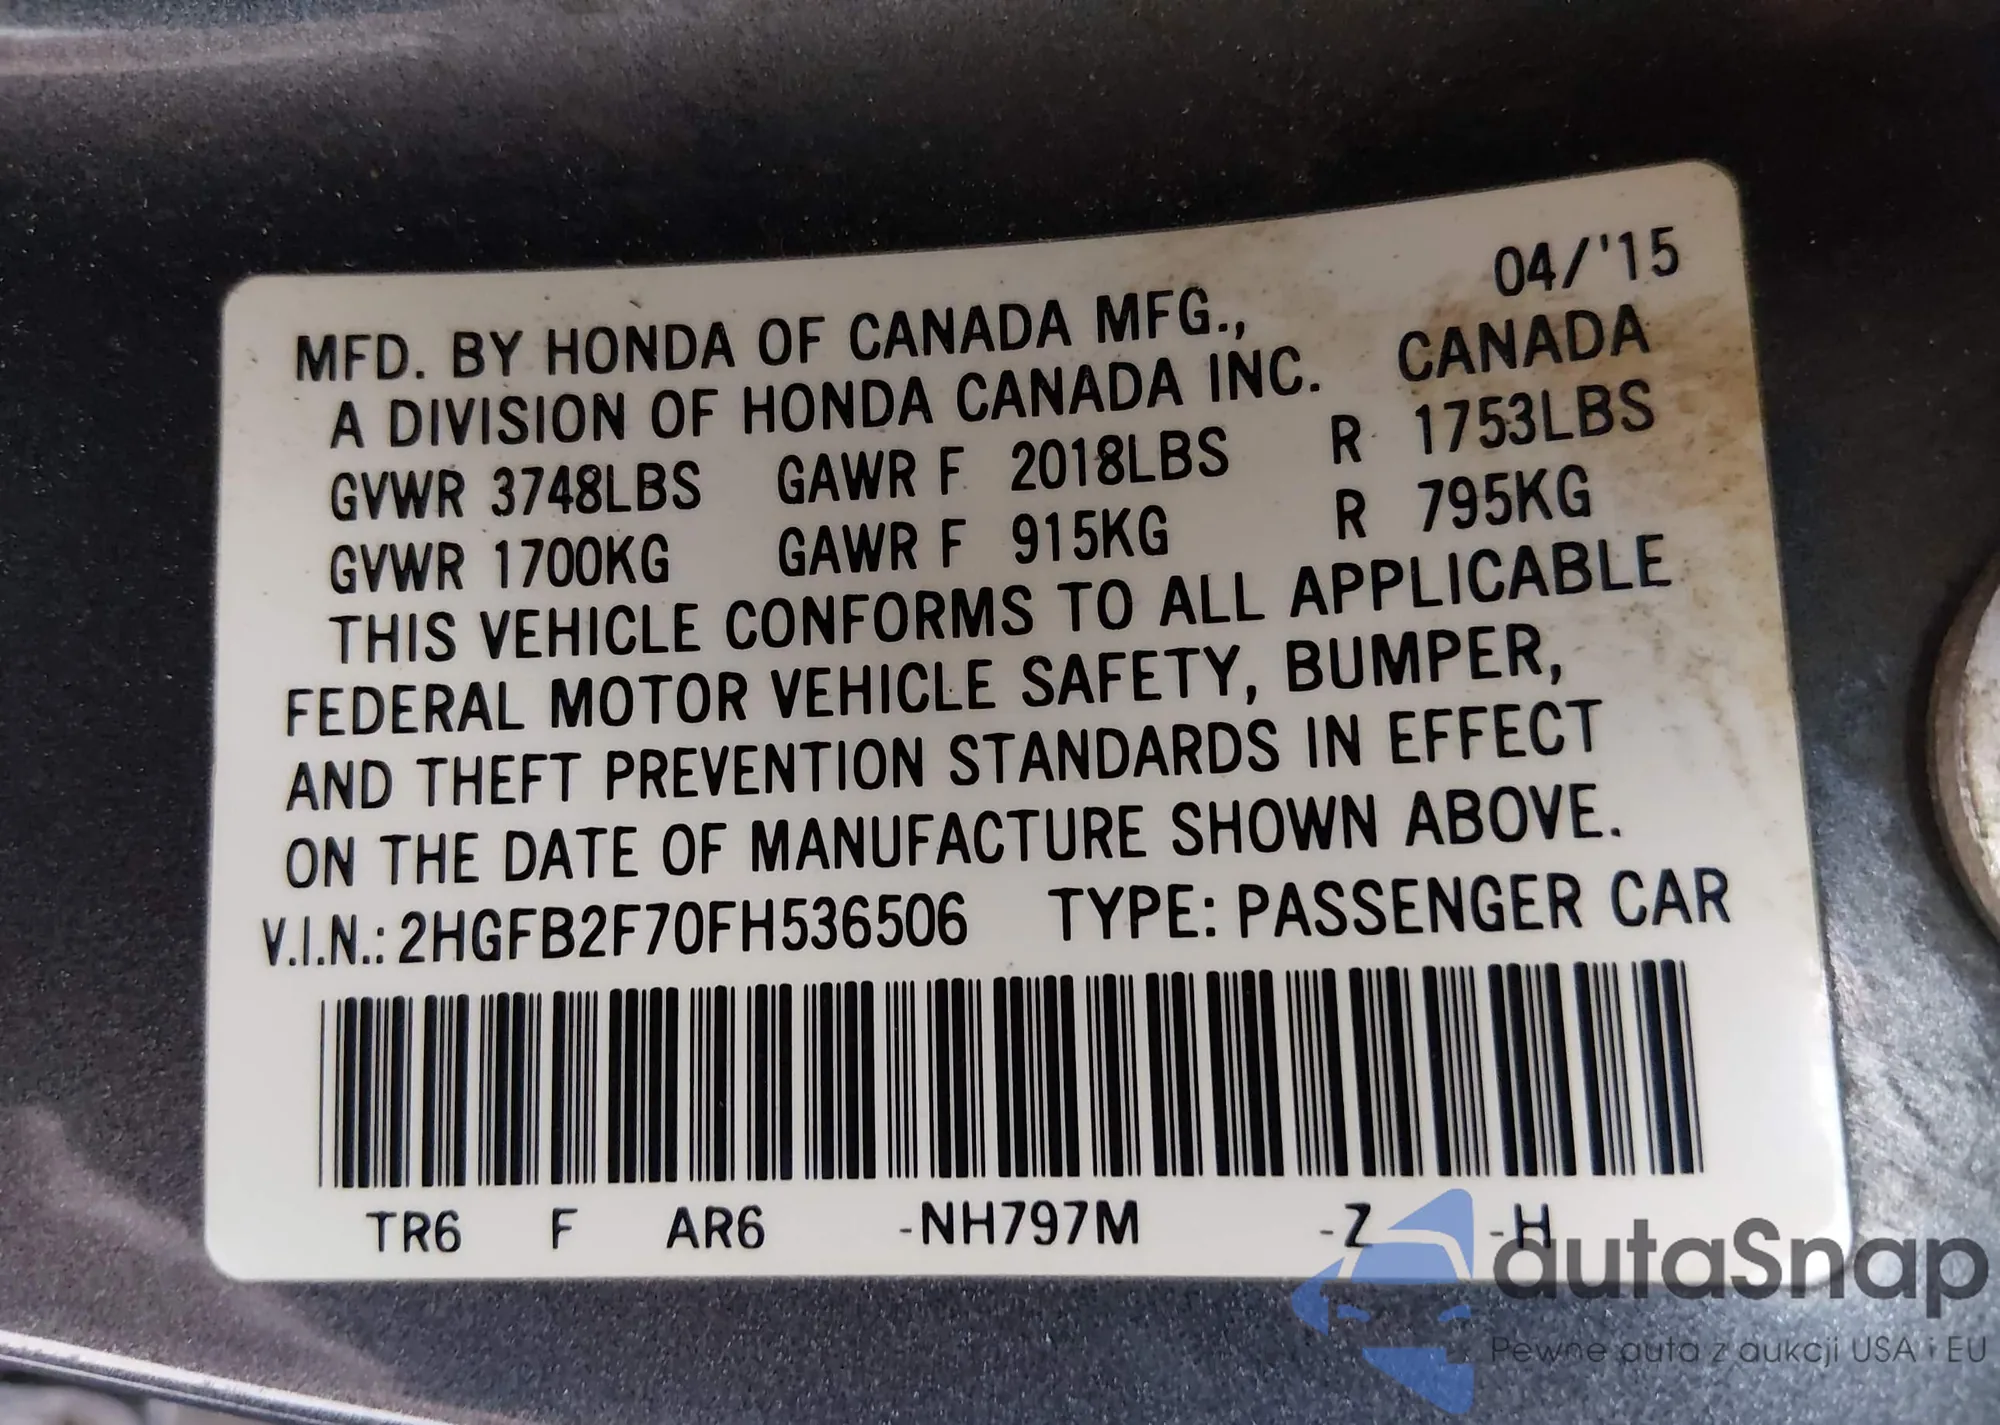 04/'15
MFD. BY HONDA OF CANADA MFG.,
A DIVISION OF HONDA CANADA INC. CANADA
GVWR 3748LBS GAWR F 2018LBS R 1753LBS
GVWR 1700KG GAWR F 915KG R 795KG
THIS VEHICLE CONFORMS TO ALL APPLICABLE
FEDERAL MOTOR VEHICLE SAFETY, BUMPER,
AND THEFT PREVENTION STANDARDS IN EFFECT
ON THE DATE OF MANUFACTURE SHOWN ABOVE.
V.I.N.: 2HGFB2F70FH536506 TYPE: PASSENGER CAR
TR6 F AR6 -NH797M -Z -H
autaSnap
Pewne auta z aukcji USA i EU